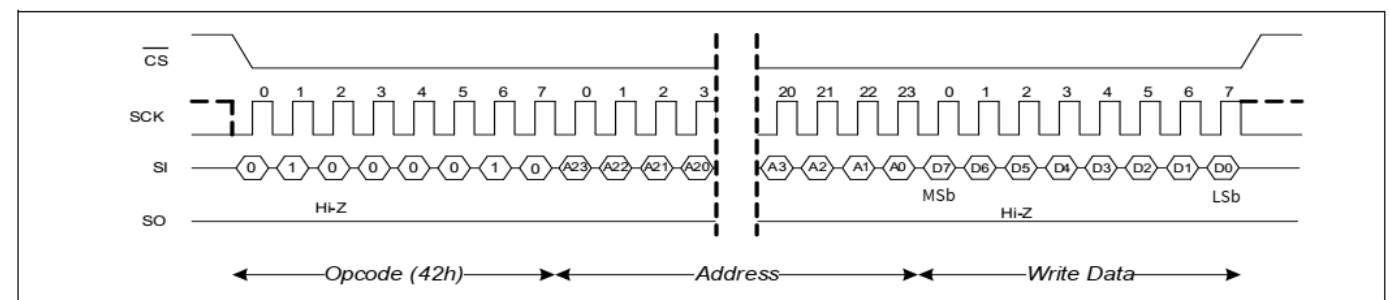 CS
0 1 2 3 4 5 6 7 0 1 2 3 20 21 22 23 0 1 2 3 4 5 6 7
SCK
SI 0 1 0 0 0 0 1 0 A23 A22 A21 A20 A3 A2 A1 A0 D7 D6 D5 D4 D3 D2 D1 D0
MSb LSb
Hi-Z Hi-Z
SO
Opcode (42h) Address Write Data